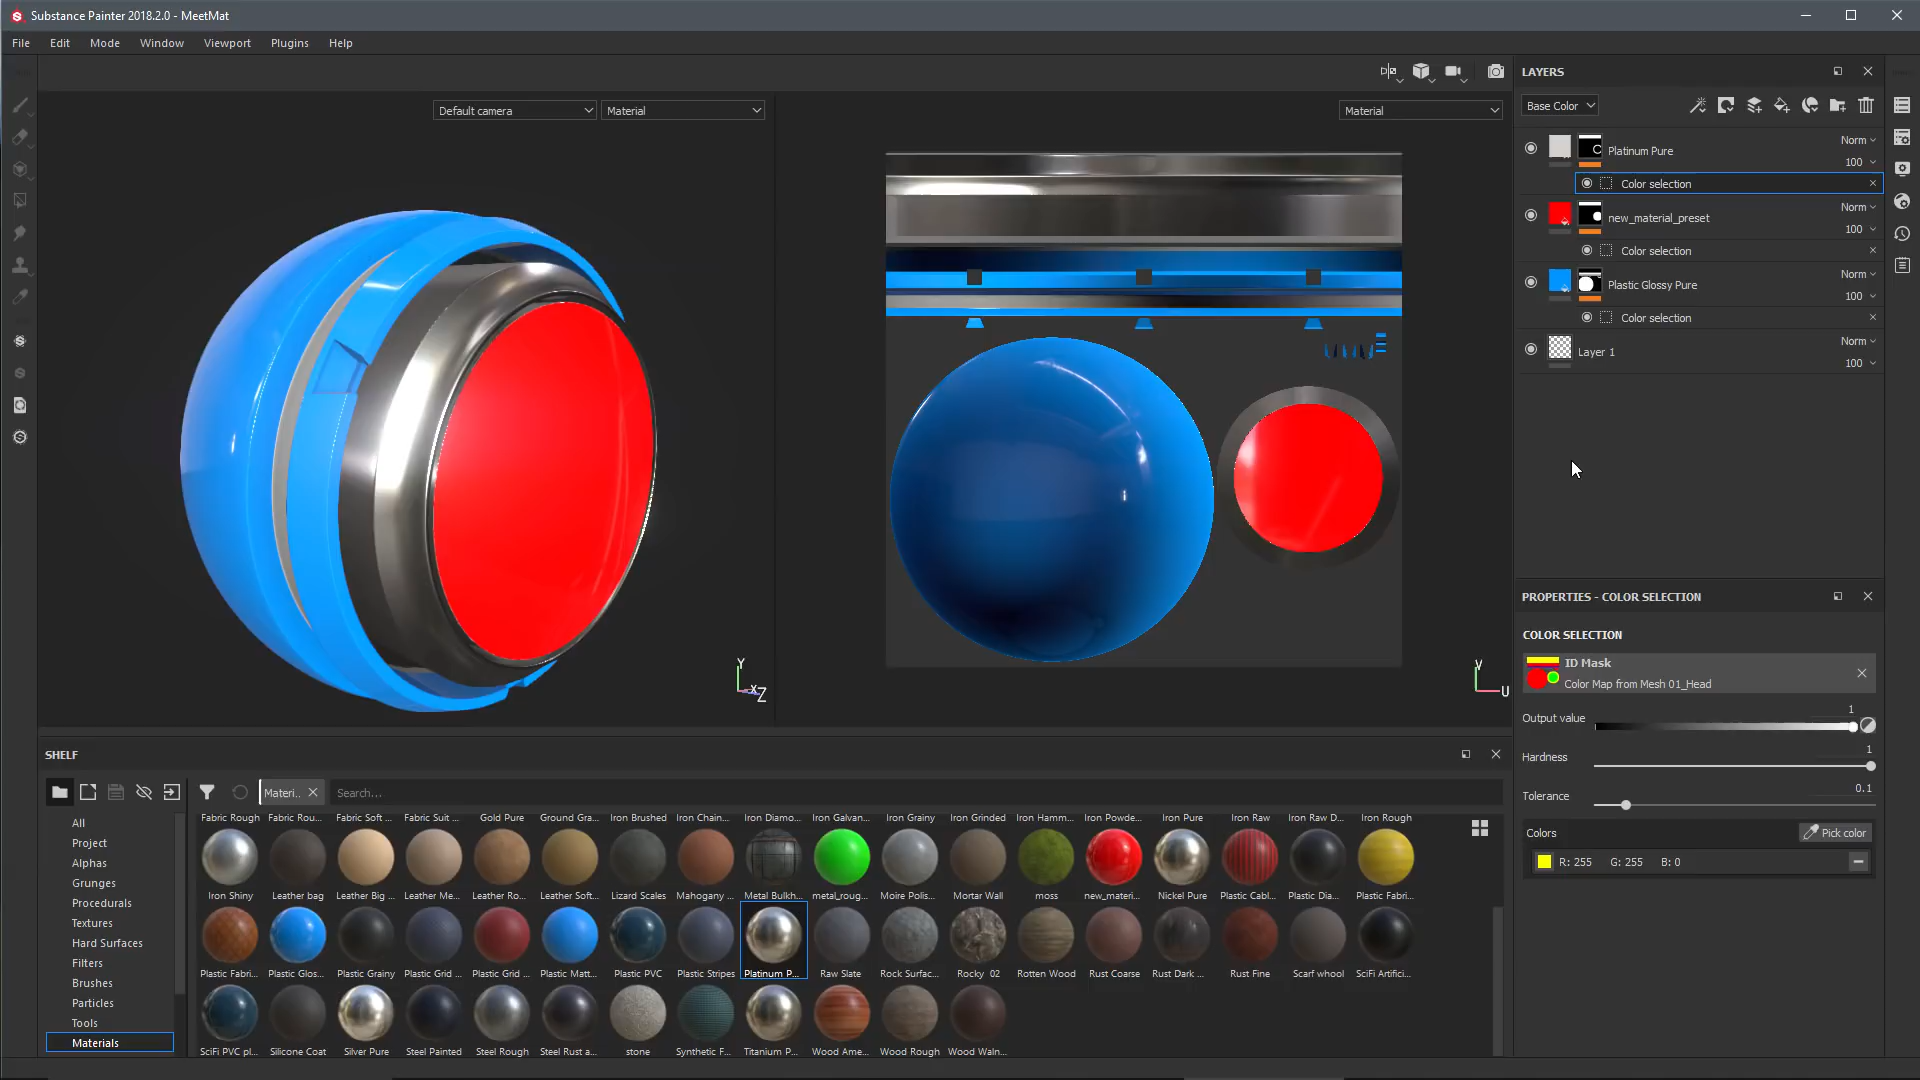 Substance Painter 2018.2.0 - MeetMat
File Edit Mode Window Viewport Plugins Help
Default camera Material
Material
Y
X
Z
V
U
LAYERS
Base Color
Platinum Pure Norm
100
Color selection
new_material_preset Norm
100
Color selection
Plastic Glossy Pure Norm
100
Color selection
Layer 1 Norm
100
PROPERTIES - COLOR SELECTION
COLOR SELECTION
ID Mask
Color Map from Mesh 01_Head
Output value 1
Hardness 1
Tolerance 0.1
Colors Pick color
R: 255 G: 255 B: 0
SHELF
Materi.. Search...
All
Project
Alphas
Grunges
Procedurals
Textures
Hard Surfaces
Filters
Brushes
Particles
Tools
Materials
Fabric Rough Fabric Rou... Fabric Soft ... Fabric Suit ... Gold Pure Ground Gra... Iron Brushed Iron Chain... Iron Diamo... Iron Galvan... Iron Grainy Iron Grinded Iron Hamm... Iron Powde... Iron Pure Iron Raw Iron Raw D... Iron Rough
Iron Shiny Leather bag Leather Big ... Leather Me... Leather Ro... Leather Soft... Lizard Scales Mahogany ... Metal Bulkh... metal_roug... Moire Polis... Mortar Wall moss new_materi... Nickel Pure Plastic Cabl... Plastic Dia... Plastic Fabri...
Plastic Fabri... Plastic Glos... Plastic Grainy Plastic Grid ... Plastic Grid ... Plastic Matt... Plastic PVC Plastic Stripes Platinum P... Raw Slate Rock Surfac... Rocky 02 Rotten Wood Rust Coarse Rust Dark ... Rust Fine Scarf whool SciFi Artifici...
SciFi PVC pl... Silicone Coat Silver Pure Steel Painted Steel Rough Steel Rust a... stone Synthetic F... Titanium P... Wood Ame... Wood Rough Wood Waln...